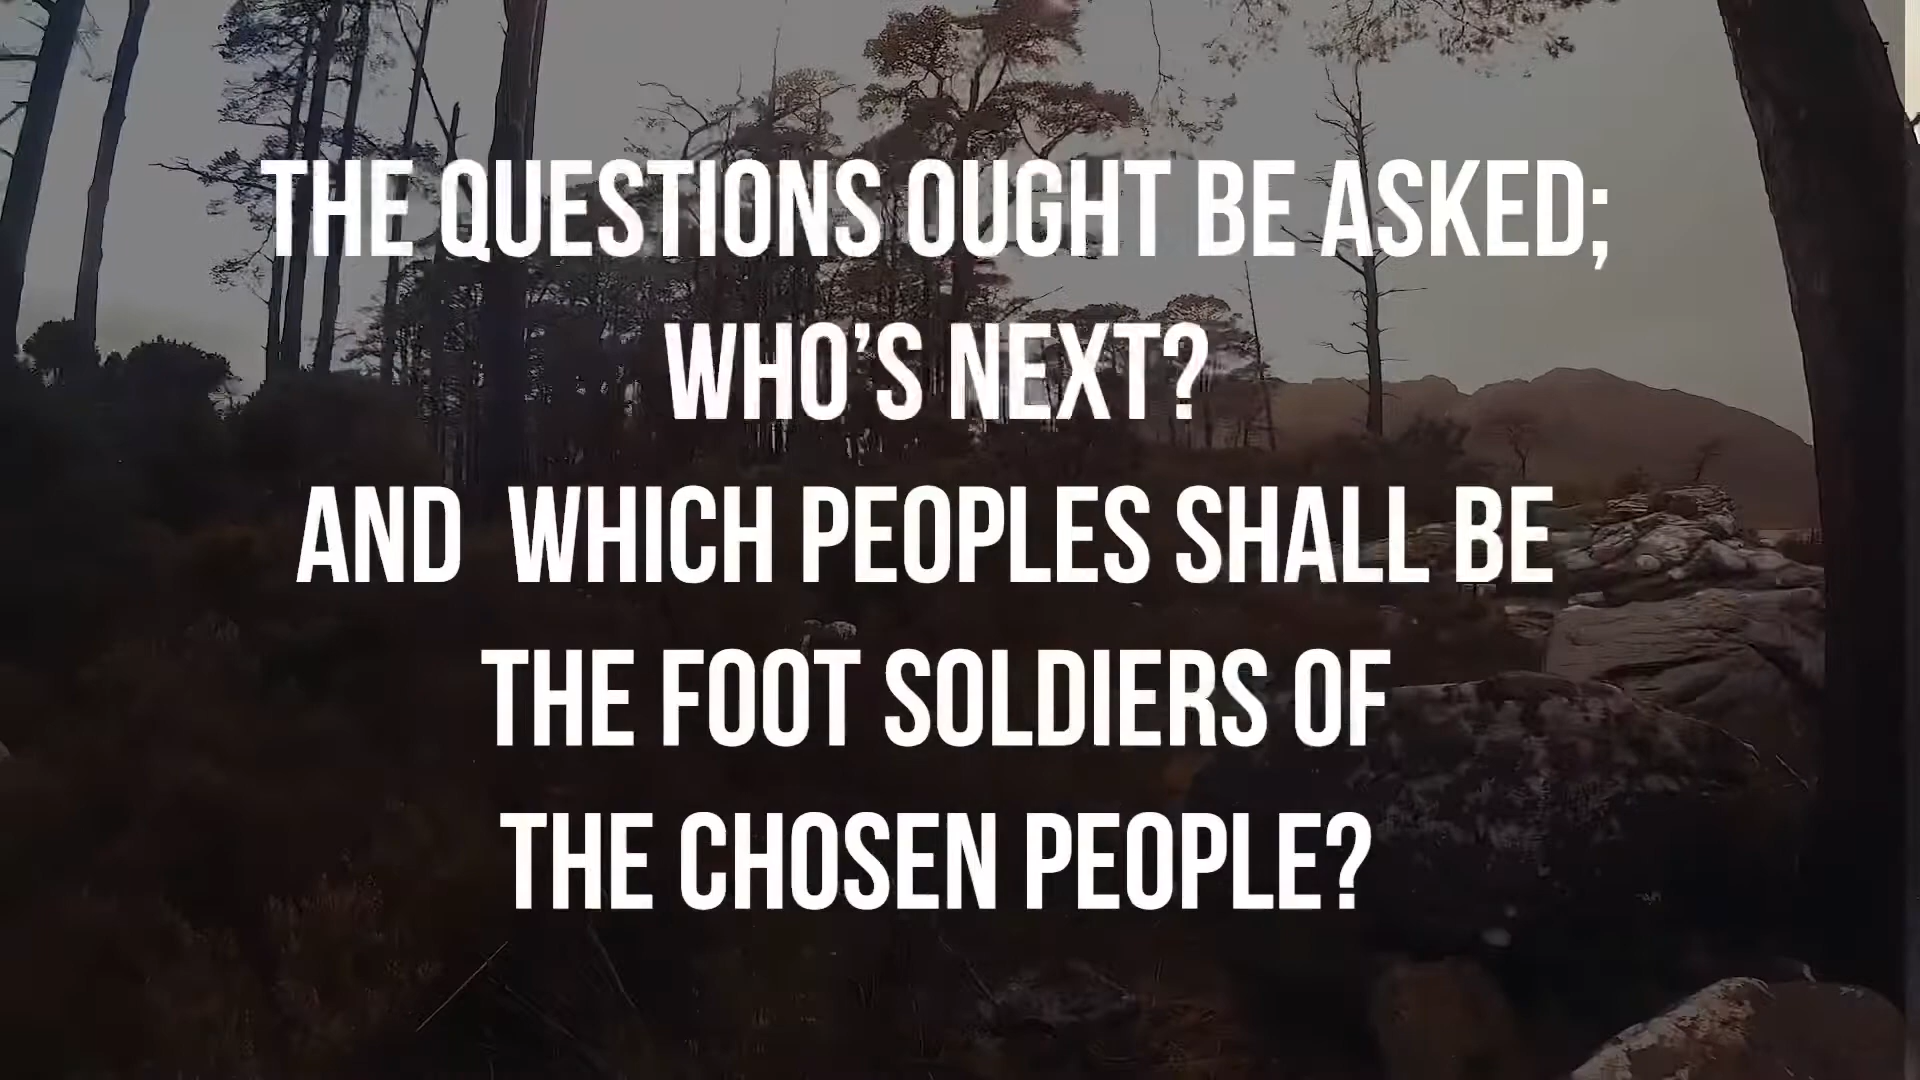 THE QUESTIONS OUGHT BE ASKED;
WHO'S NEXT?
AND WHICH PEOPLES SHALL BE
THE FOOT SOLDIERS OF
THE CHOSEN PEOPLE?